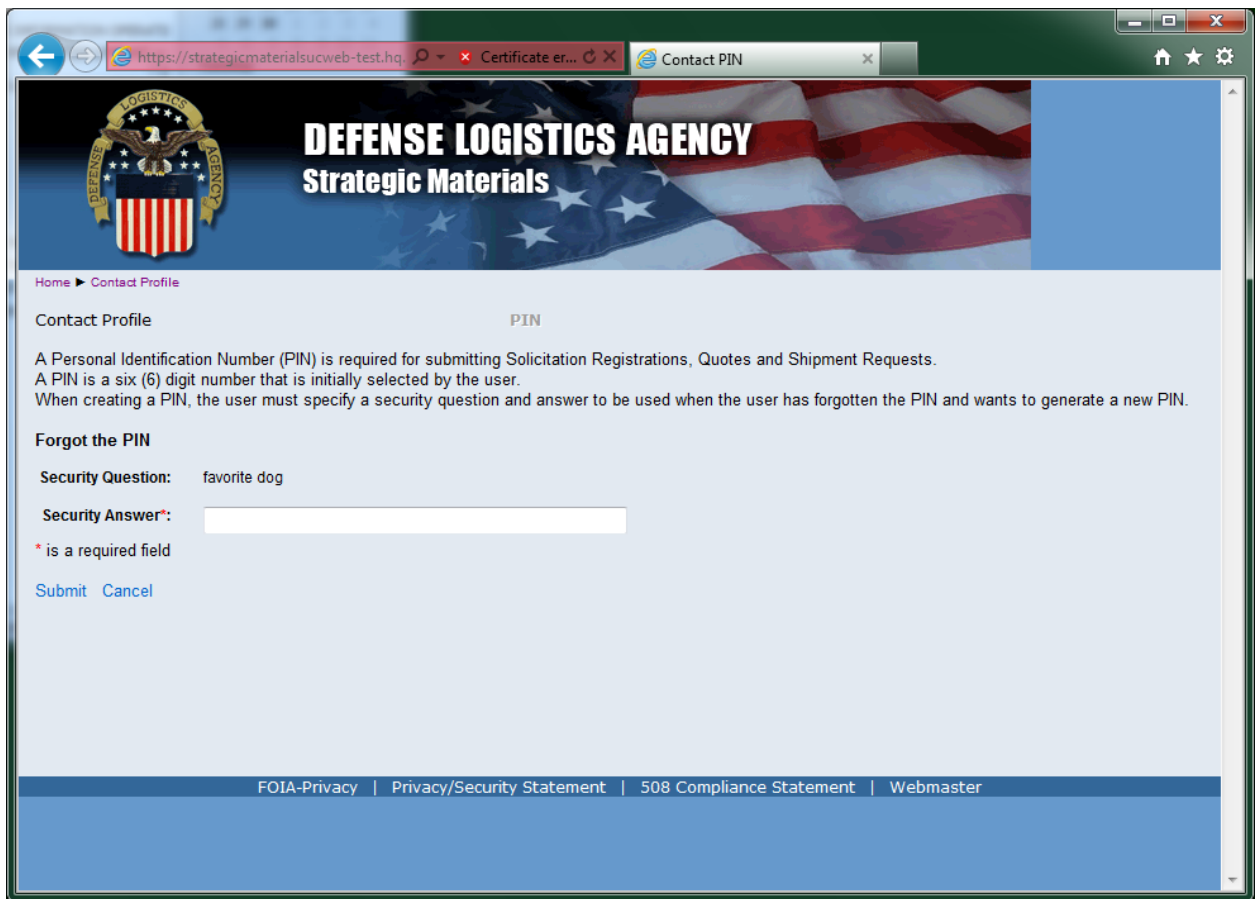 https://strategicmaterialsucweb-test.hq. Certificate er... Contact PIN
DEFENSE LOGISTICS AGENCY
DEFENSE LOGISTICS AGENCY
Strategic Materials
Home ► Contact Profile
Contact Profile PIN
A Personal Identification Number (PIN) is required for submitting Solicitation Registrations, Quotes and Shipment Requests.
A PIN is a six (6) digit number that is initially selected by the user.
When creating a PIN, the user must specify a security question and answer to be used when the user has forgotten the PIN and wants to generate a new PIN.
Forgot the PIN
Security Question: favorite dog
Security Answer*:
* is a required field
Submit Cancel
FOIA-Privacy | Privacy/Security Statement | 508 Compliance Statement | Webmaster